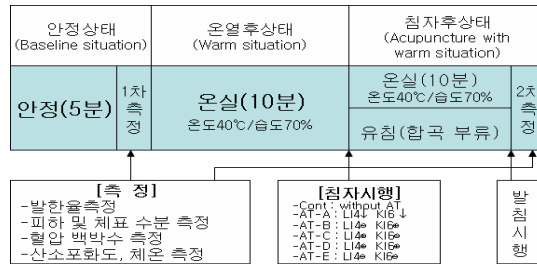 안정상태
(Baseline situation)
온열후상태
(Warm situation)
침자후상태
(Acupuncture with
warm situation)
안정(5분)
1차
측
정
온실(10분)
온도40℃/습도70%
온실(10분)
온도40℃/습도70%
유침(합곡 부류)
2차
측
정
[측 정]
-발한율측정
-피하 및 체표 수분 측정
-혈압 백박수 측정
-산소포화도, 체온 측정
[침자시행]
-Cont : without AT
-AT-A : LI4↓ KI6↓
-AT-B : LI4 KI6
-AT-C : LI4 KI6
-AT-D : LI4 KI6
-AT-E : LI4 KI6
발
침
시
행